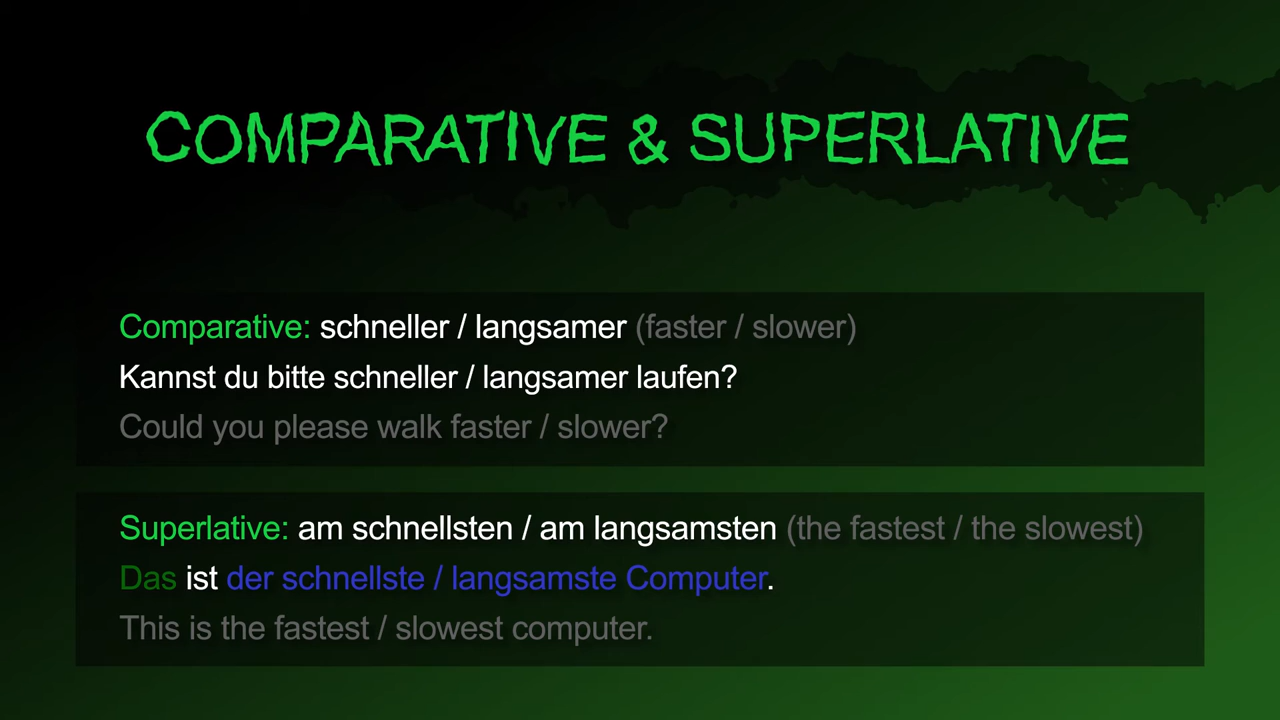 COMPARATIVE & SUPERLATIVE
Comparative: schneller / langsamer (faster / slower)
Kannst du bitte schneller / langsamer laufen?
Could you please walk faster / slower?
Superlative: am schnellsten / am langsamsten (the fastest / the slowest)
Das ist der schnellste / langsamste Computer.
This is the fastest / slowest computer.